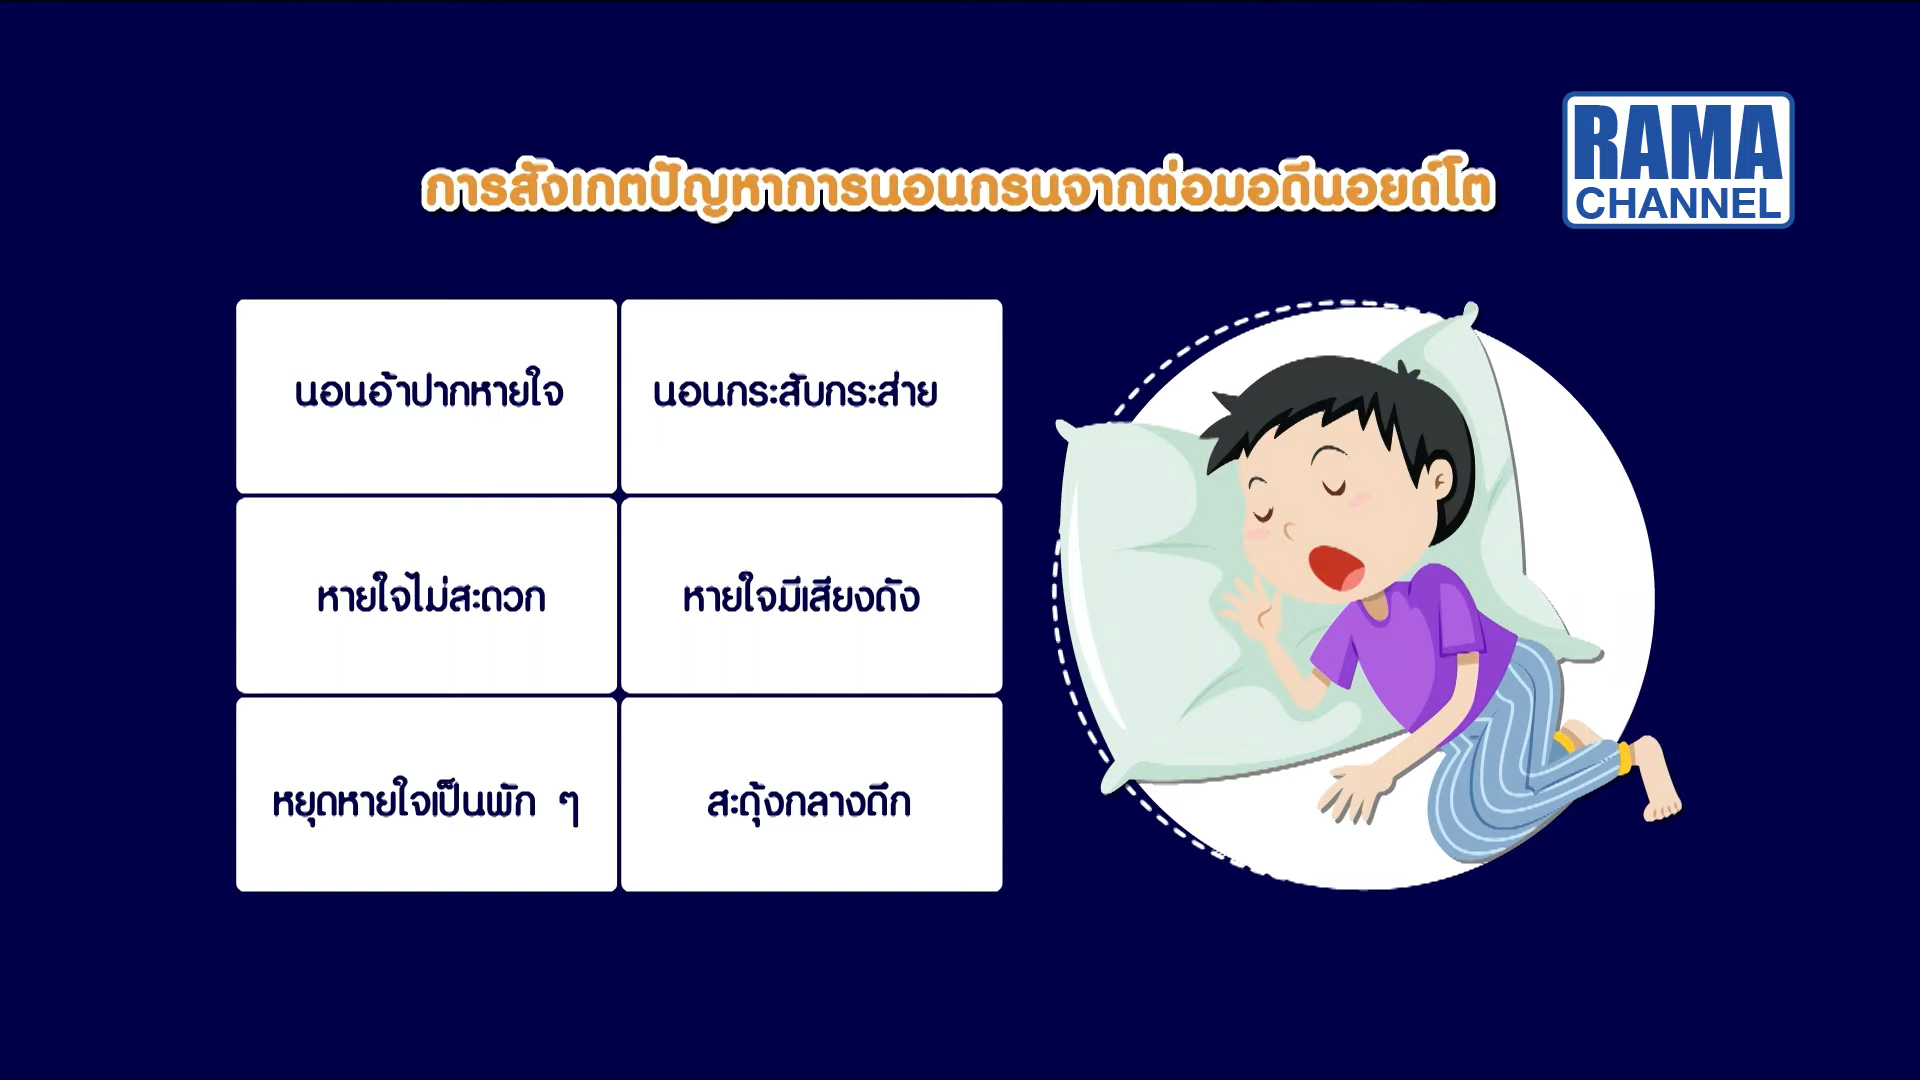 RAMA
CHANNEL
การสังเกตปัญหาการนอนกรนจากต่อมอดีนอยด์โต
นอนอ้าปากหายใจ
นอนกระสับกระส่าย
หายใจไม่สะดวก
หายใจมีเสียงดัง
หยุดหายใจเป็นพัก ๆ
สะดุ้งกลางดึก